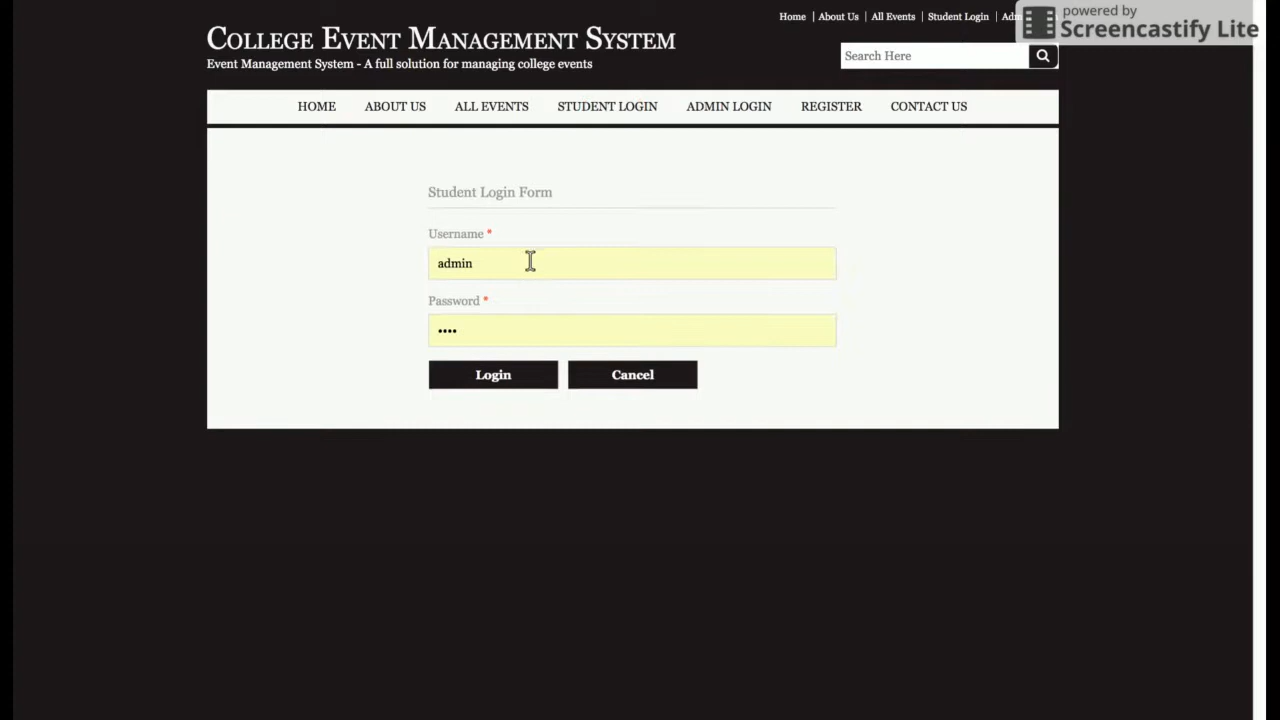 Home | About Us | All Events | Student Login |
powered by
Screencastify Lite
COLLEGE EVENT MANAGEMENT SYSTEM
Event Management System - A full solution for managing college events
Search Here
HOME ABOUT US ALL EVENTS STUDENT LOGIN ADMIN LOGIN REGISTER CONTACT US
Student Login Form
Username *
admin
Password *
••••
Login Cancel